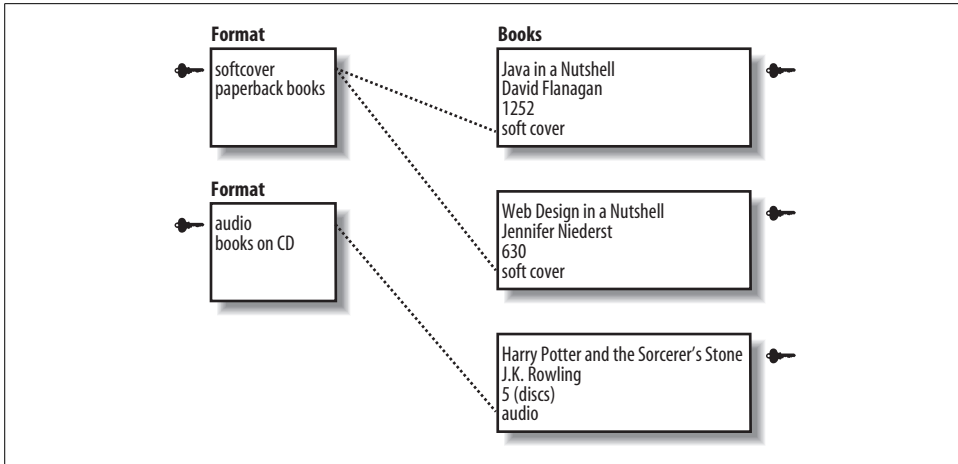 Format
softcover
paperback books
Format
audio
books on CD
Books
Java in a Nutshell
David Flanagan
1252
soft cover
Web Design in a Nutshell
Jennifer Niederst
630
soft cover
Harry Potter and the Sorcerer’s Stone
J.K. Rowling
5 (discs)
audio